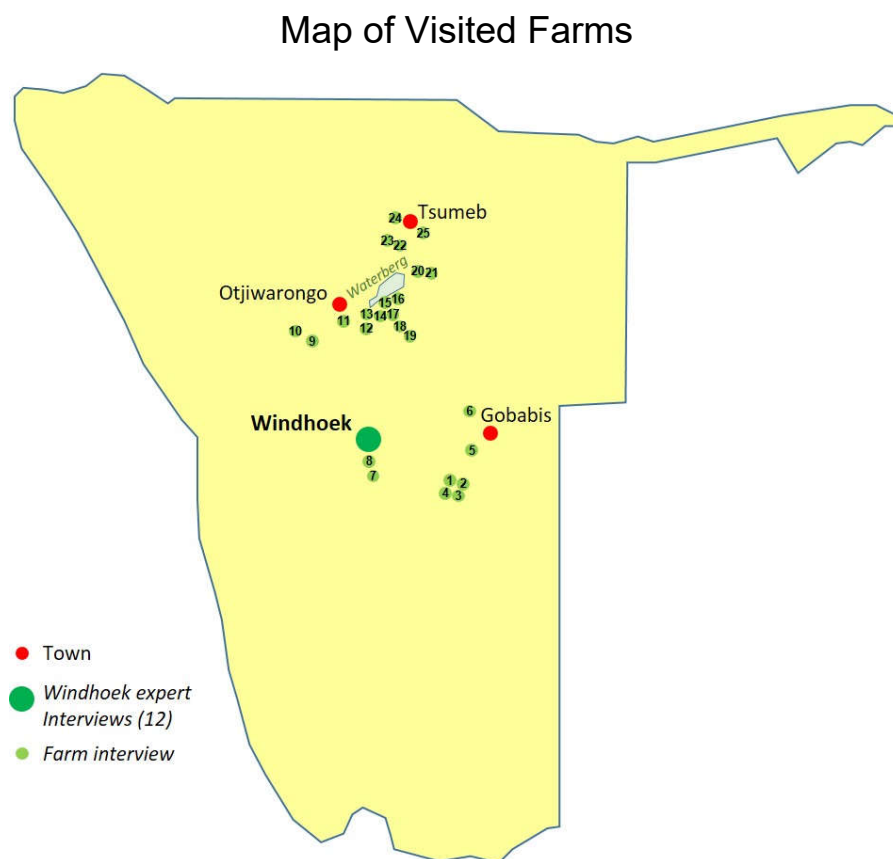 Map of Visited Farms
24
Tsumeb
25
23
22
Waterberg
20
21
Otjiwarongo
15
16
13
14
17
11
12
18
10
19
9
6
Gobabis
Windhoek
5
8
7
1
2
4
3
Town
Windhoek expert
Interviews (12)
Farm interview